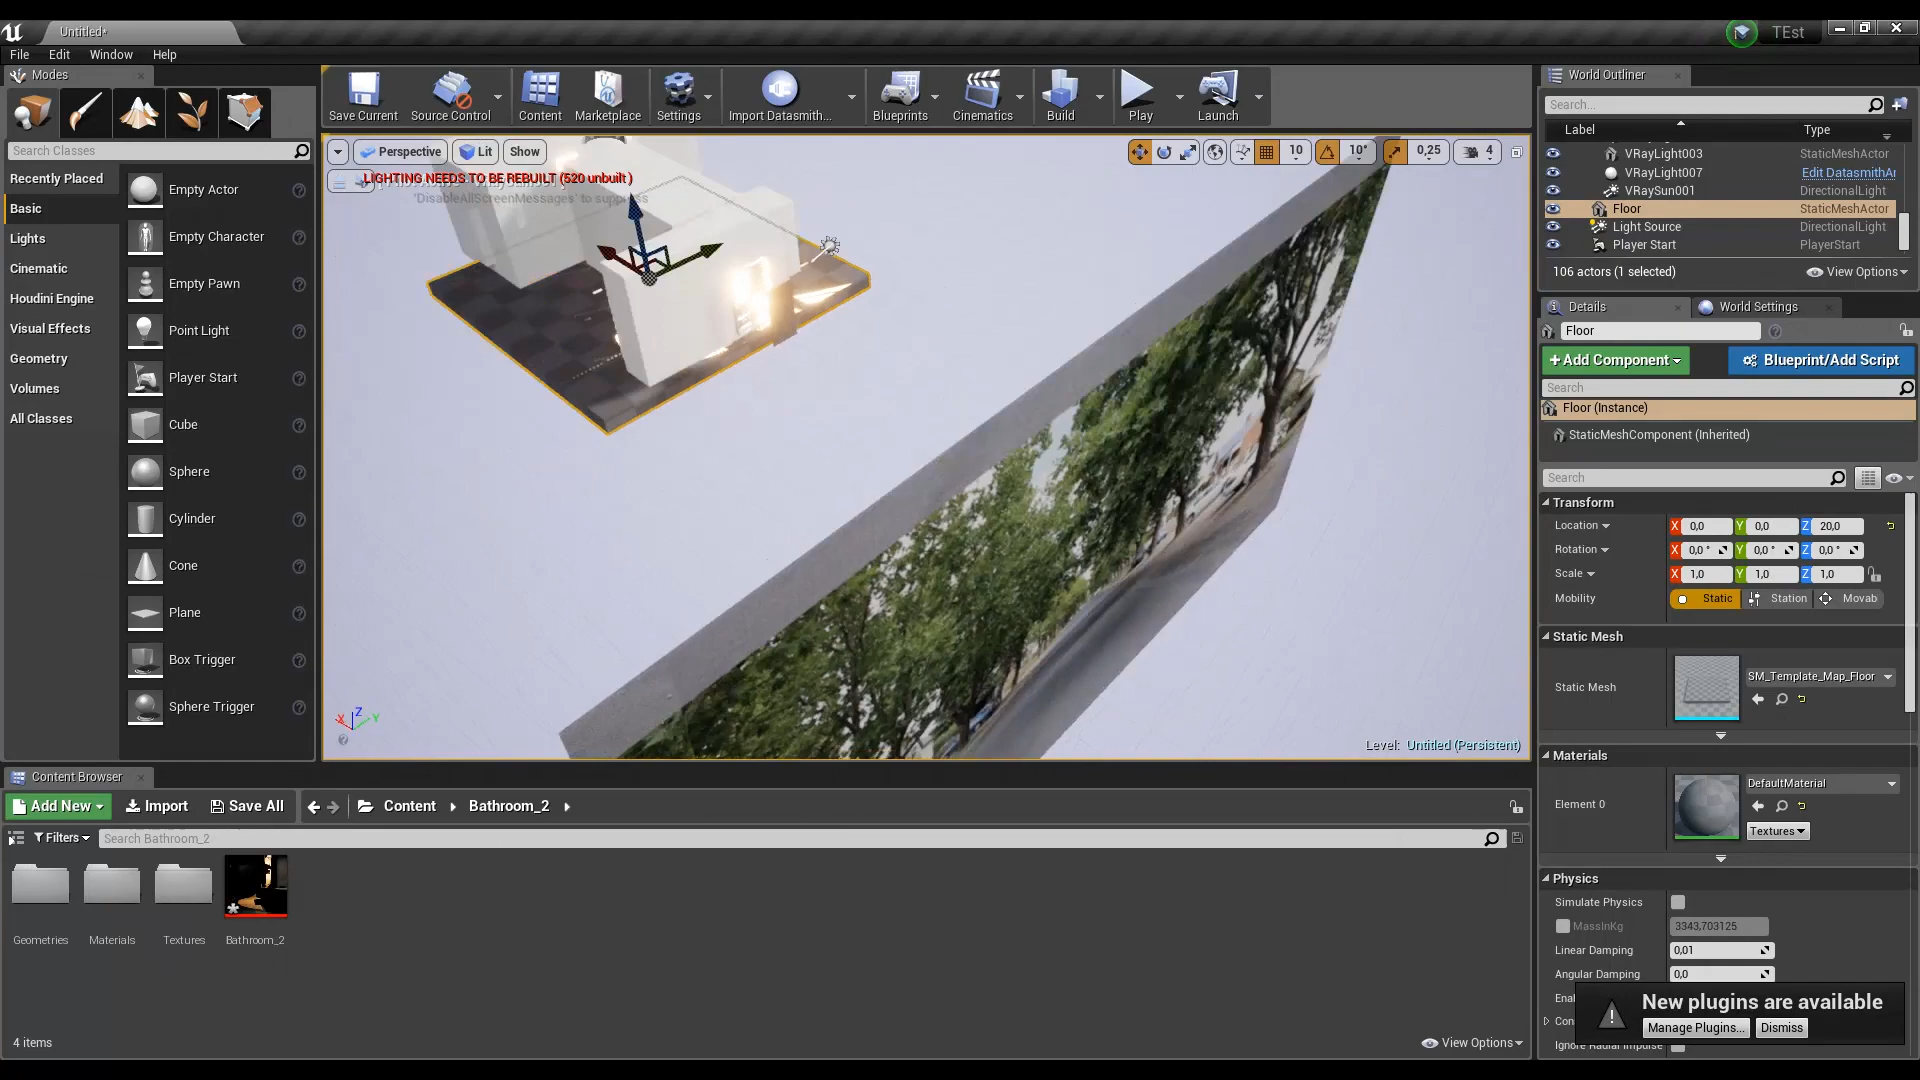 Untitled*
TEst
File Edit Window Help
Modes
Search Classes
Recently Placed
Basic
Lights
Cinematic
Houdini Engine
Visual Effects
Geometry
Volumes
All Classes
Empty Actor
Empty Character
Empty Pawn
Point Light
Player Start
Cube
Sphere
Cylinder
Cone
Plane
Box Trigger
Sphere Trigger
Save Current Source Control Content Marketplace Settings Import Datasmith... Blueprints Cinematics Build Play Launch
Perspective Lit Show
10 10° 0,25 4
LIGHTING NEEDS TO BE REBUILT (520 unbuilt )
'DisableAllScreenMessages' to suppress
X Z Y
Level: Untitled (Persistent)
World Outliner
Search...
Label Type
VRayLight003 StaticMeshActor
VRayLight007 Edit DatasmithAr
VRaySun001 DirectionalLight
Floor StaticMeshActor
Light Source DirectionalLight
Player Start PlayerStart
106 actors (1 selected) View Options
Details World Settings
Floor
+Add Component Blueprint/Add Script
Search
Floor (Instance)
StaticMeshComponent (Inherited)
Search
Transform
Location X 0,0 Y 0,0 Z 20,0
Rotation X 0,0 ° Y 0,0 ° Z 0,0 °
Scale X 1,0 Y 1,0 Z 1,0
Mobility Static Station Movab
Static Mesh
Static Mesh SM_Template_Map_Floor
Materials
Element 0 DefaultMaterial
Textures
Physics
Simulate Physics
MassInKg 3343,703125
Linear Damping 0,01
Angular Damping 0,0
Ena
Con
Ignore Radial Impulse
New plugins are available
Manage Plugins... Dismiss
Content Browser
Add New Import Save All Content Bathroom_2
Filters Search Bathroom_2
Geometries Materials Textures Bathroom_2
4 items View Options